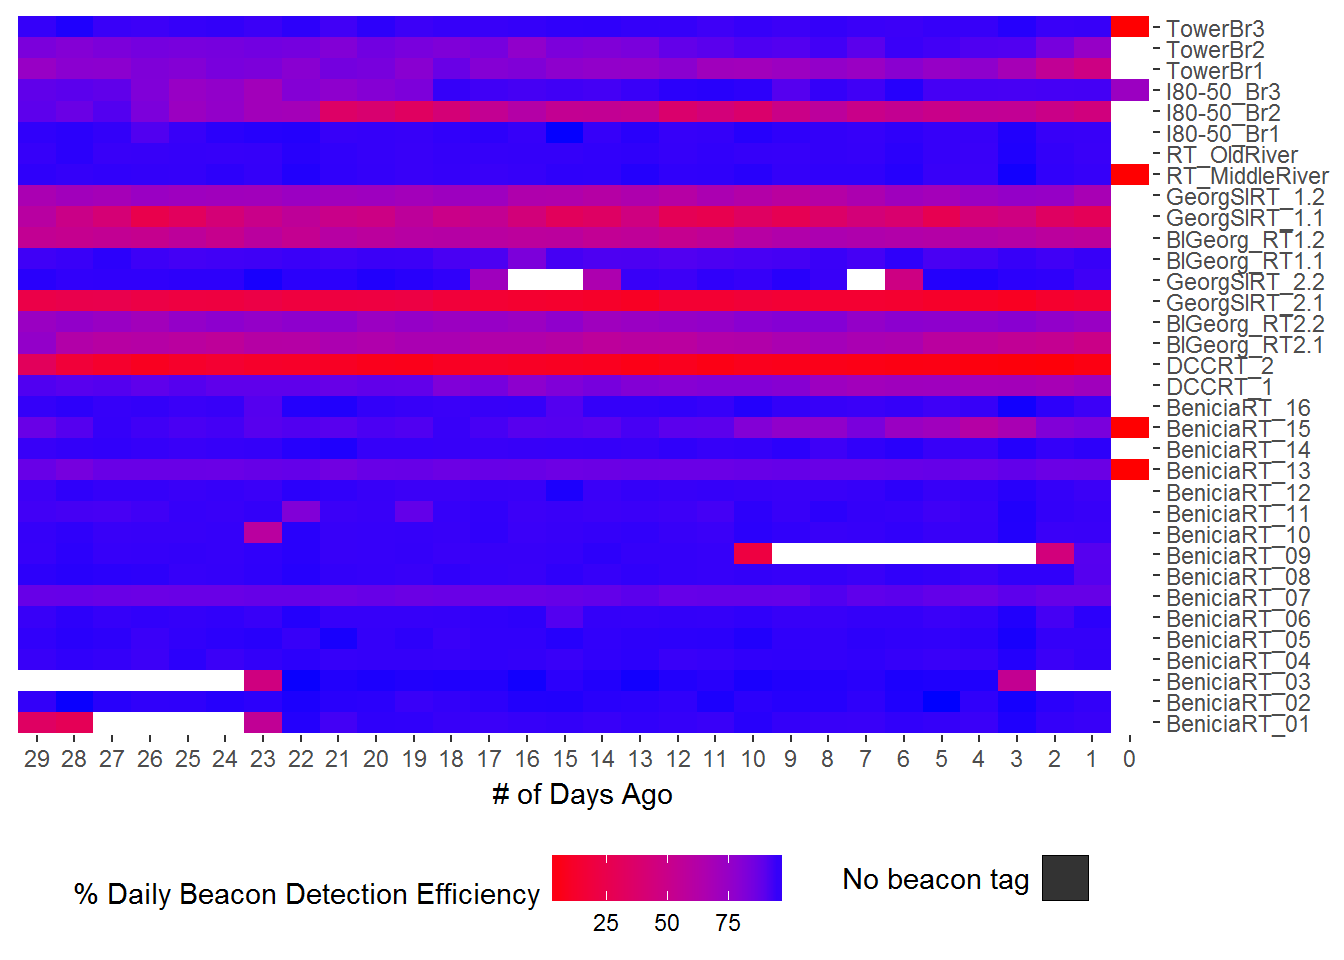 TowerBr3
TowerBr2
TowerBr1
I80-50_Br3
I80-50_Br2
I80-50_Br1
RT_OldRiver
RT_MiddleRiver
GeorgSlRT_1.2
GeorgSlRT_1.1
BlGeorg_RT1.2
BlGeorg_RT1.1
GeorgSlRT_2.2
GeorgSlRT_2.1
BlGeorg_RT2.2
BlGeorg_RT2.1
DCCRT_2
DCCRT_1
BeniciaRT_16
BeniciaRT_15
BeniciaRT_14
BeniciaRT_13
BeniciaRT_12
BeniciaRT_11
BeniciaRT_10
BeniciaRT_09
BeniciaRT_08
BeniciaRT_07
BeniciaRT_06
BeniciaRT_05
BeniciaRT_04
BeniciaRT_03
BeniciaRT_02
BeniciaRT_01
29 28 27 26 25 24 23 22 21 20 19 18 17 16 15 14 13 12 11 10 9 8 7 6 5 4 3 2 1 0
# of Days Ago
% Daily Beacon Detection Efficiency
25 50 75
No beacon tag